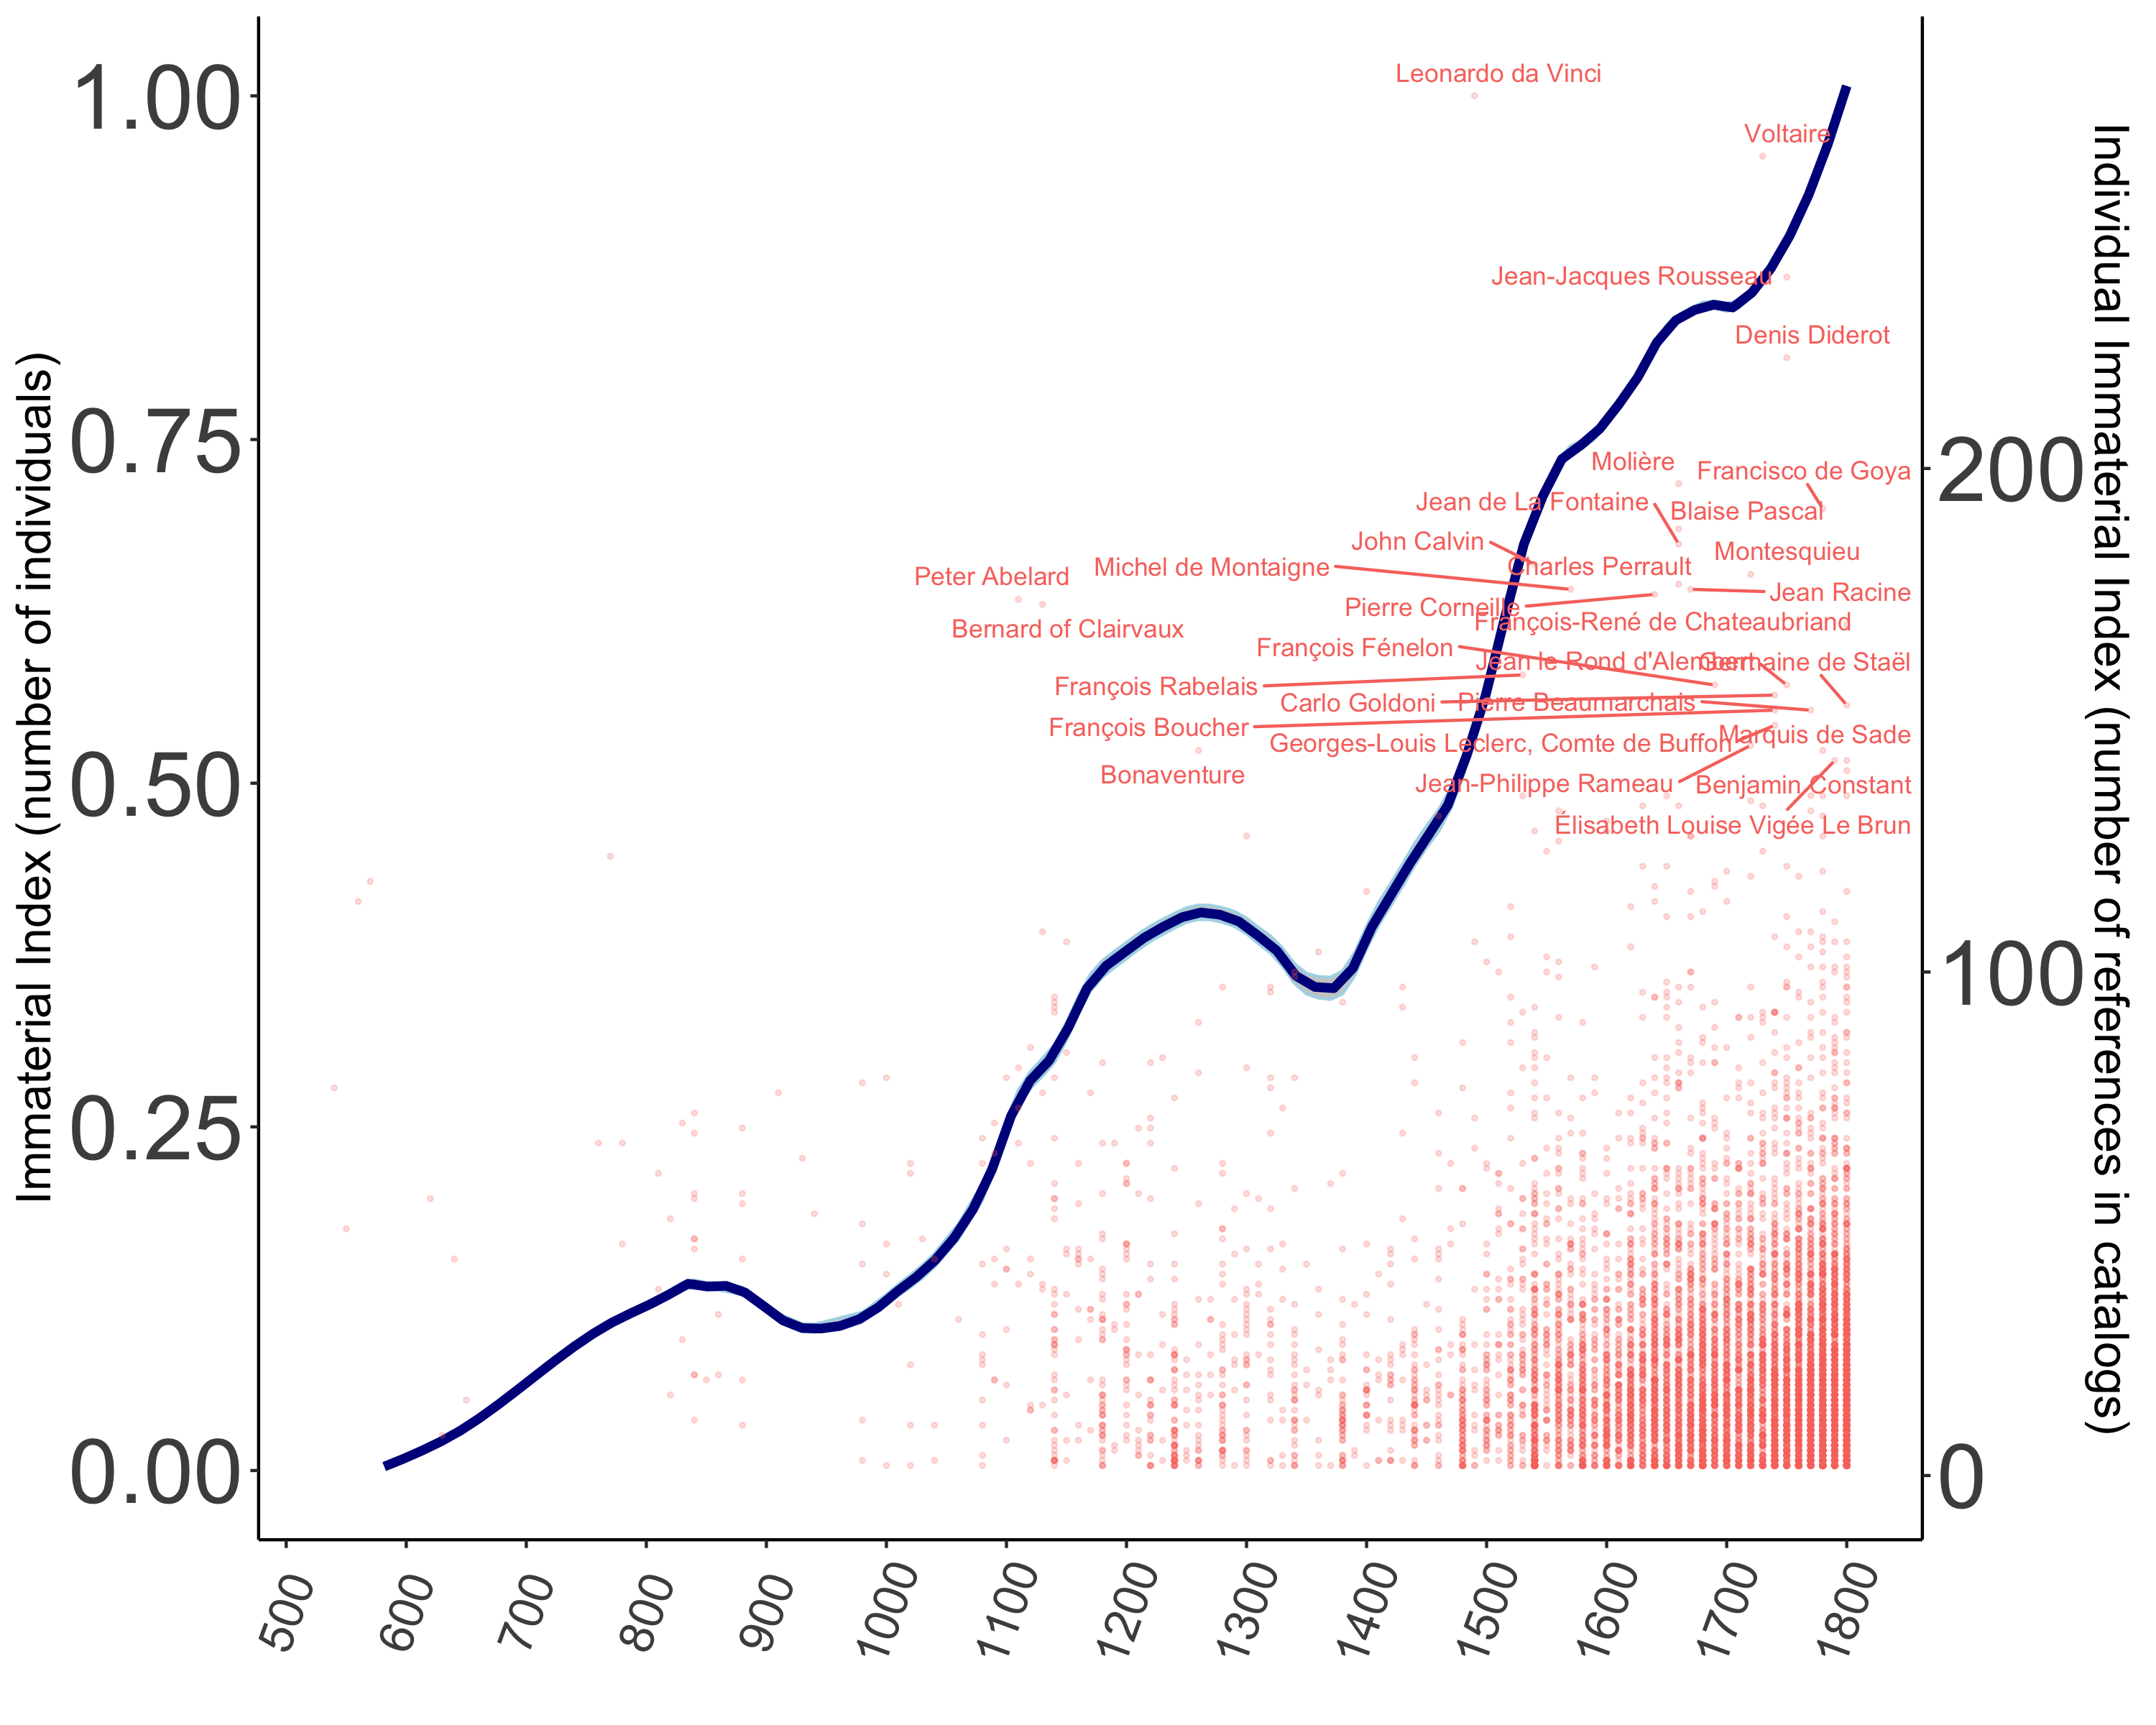 Leonardo da Vinci
1.00
Voltaire
Jean-Jacques Rousseau
Denis Diderot
0.75
Molière
Francisco de Goya
200
Jean de La Fontaine
Blaise Pascal
John Calvin
Montesquieu
Michel de Montaigne
Charles Perrault
Peter Abelard
Jean Racine
Pierre Corneille
François-René de Chateaubriand
Bernard of Clairvaux
François Fénelon
Jean le Rond d'Alembert
Germaine de Staël
François Rabelais
Carlo Goldoni
Pierre Beaumarchais
François Boucher
Marquis de Sade
Georges-Louis Leclerc, Comte de Buffon
Bonaventure
0.50
Jean-Philippe Rameau
Benjamin Constant
Élisabeth Louise Vigée Le Brun
100
0.25
0.00
0
Immaterial Index (number of individuals)
Individual Immaterial Index (number of references in catalogs)
500
600
700
800
900
1000
1100
1200
1300
1400
1500
1600
1700
1800